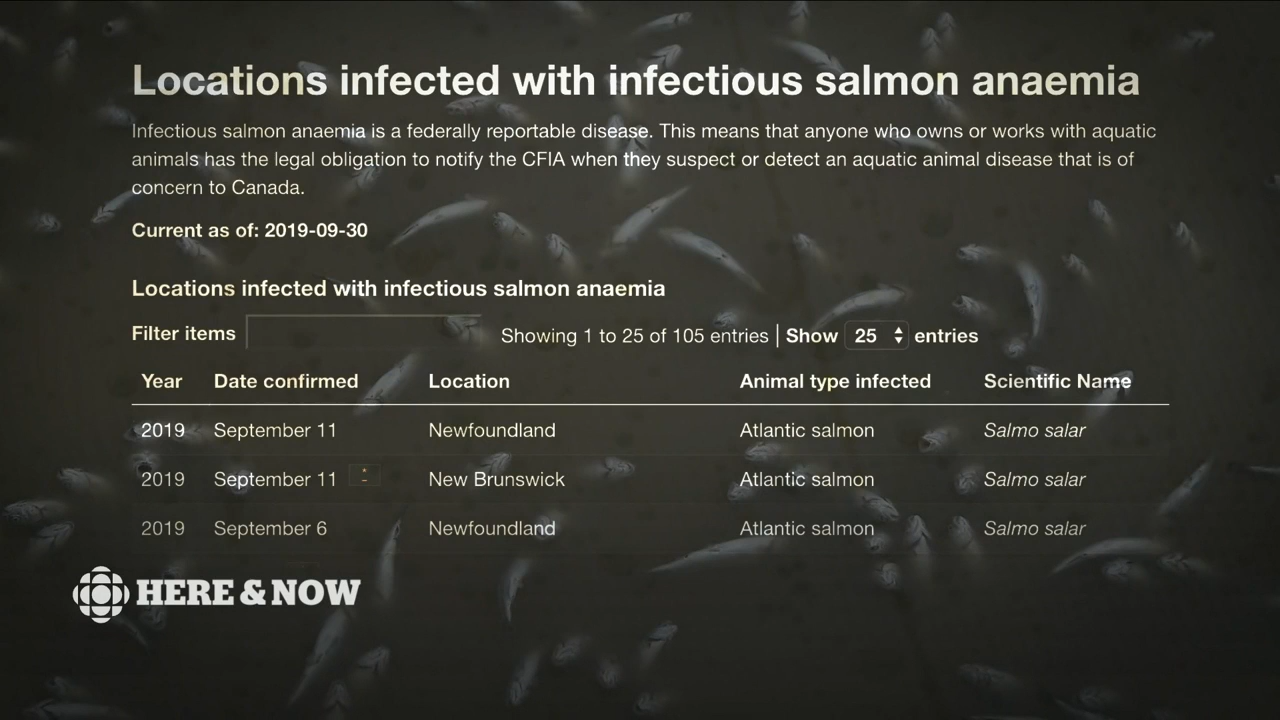 Locations infected with infectious salmon anaemia
Infectious salmon anaemia is a federally reportable disease. This means that anyone who owns or works with aquatic
animals has the legal obligation to notify the CFIA when they suspect or detect an aquatic animal disease that is of
concern to Canada.
Current as of: 2019-09-30
Locations infected with infectious salmon anaemia
Filter items Showing 1 to 25 of 105 entries | Show 25 entries
Year Date confirmed Location Animal type infected Scientific Name
2019 September 11 Newfoundland Atlantic salmon Salmo salar
2019 September 11 * New Brunswick Atlantic salmon Salmo salar
2019 September 6 Newfoundland Atlantic salmon Salmo salar
HERE & NOW